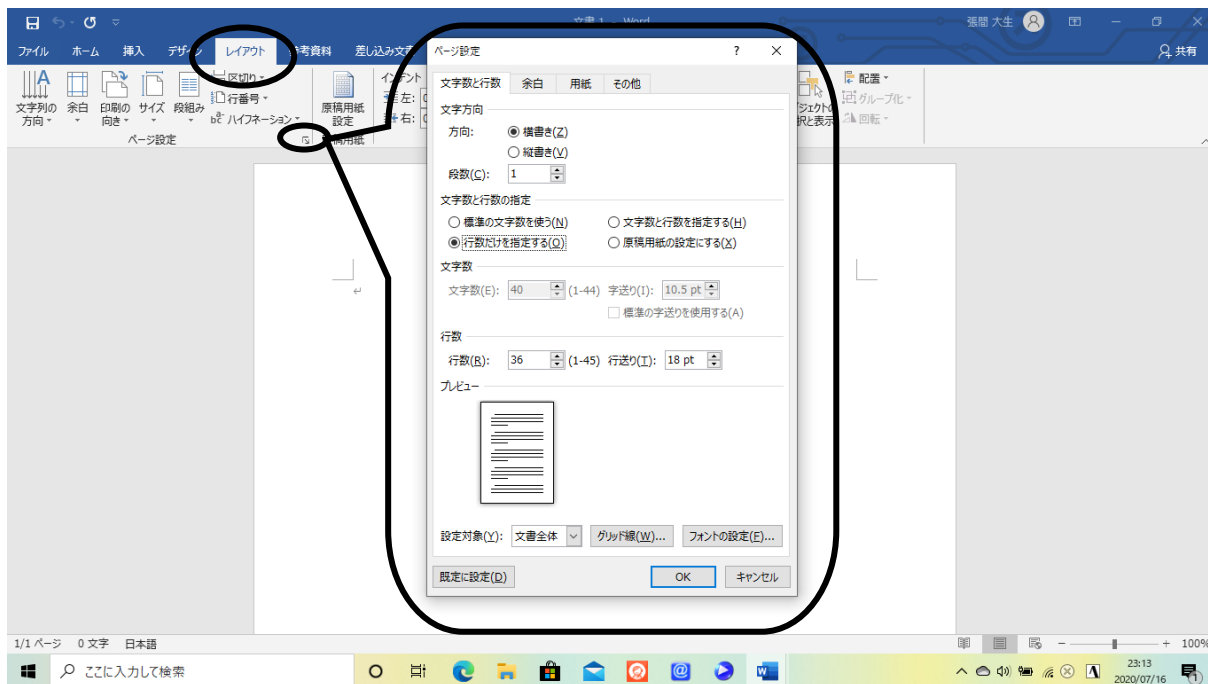 文書 1 - Word
張間 大生
ファイル ホーム 挿入 デザイン レイアウト 考資料 差し込み文 共有
文字列の方向 余白 印刷の向き サイズ 段組み 区切り 行番号 ハイフネーション 原稿用紙設定 インデント 左: 右: 配置 グループ化 回転
ページ設定 原稿用紙
ページ設定 ? ×
文字数と行数 余白 用紙 その他
文字方向
方向: 横書き(Z)
縦書き(V)
段数(C): 1
文字数と行数の指定
標準の文字数を使う(N) 文字数と行数を指定する(H)
行数だけを指定する(O) 原稿用紙の設定にする(X)
文字数
文字数(E): 40 (1-44) 字送り(I): 10.5 pt
標準の字送りを使用する(A)
行数
行数(R): 36 (1-45) 行送り(T): 18 pt
プレビュー
設定対象(Y): 文書全体 グリッド線(W)... フォントの設定(F)...
既定に設定(D) OK キャンセル
1/1 ページ 0 文字 日本語 100%
ここに入力して検索 A 23:13
2020/07/16